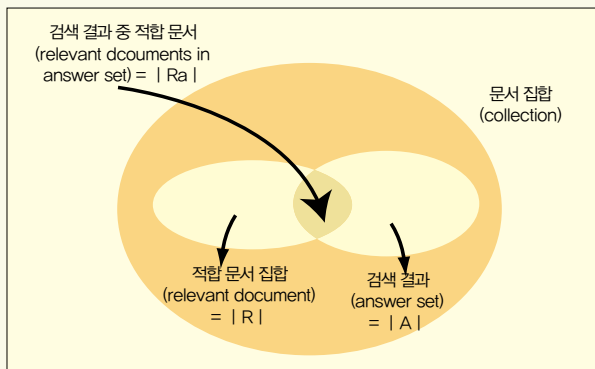 검색 결과 중 적합 문서
(relevant dcouments in
answer set) = | Ra |
문서 집합
(collection)
적합 문서 집합
(relevant document)
= | R |
검색 결과
(answer set)
= | A |